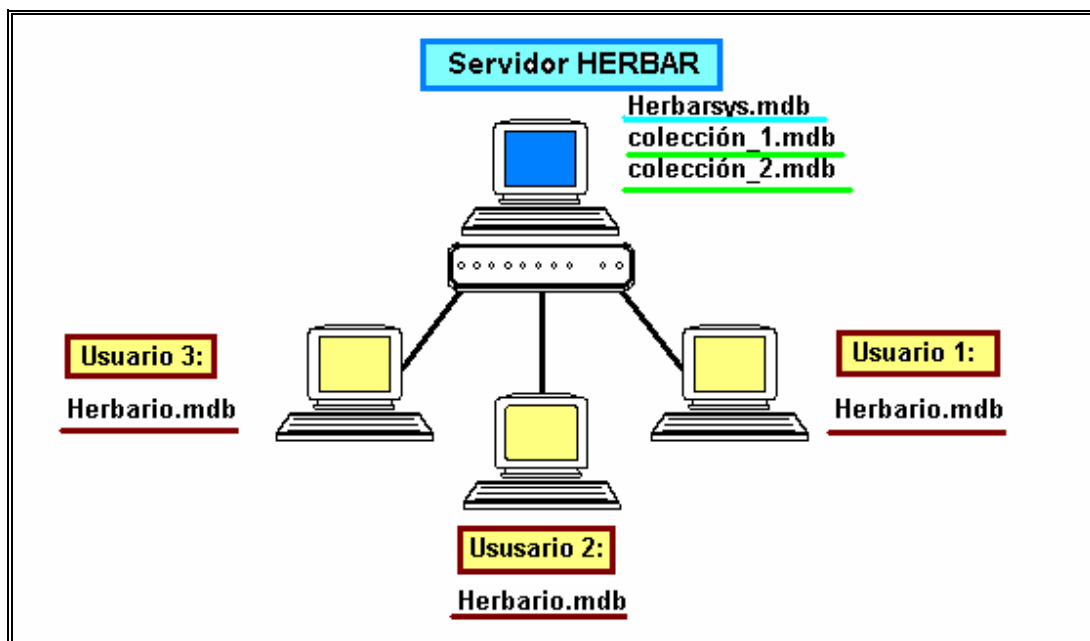 Servidor HERBAR
Herbarsys.mdb
colección_1.mdb
colección_2.mdb
Usuario 3:
Herbario.mdb
Usuario 1:
Herbario.mdb
Ususario 2:
Herbario.mdb